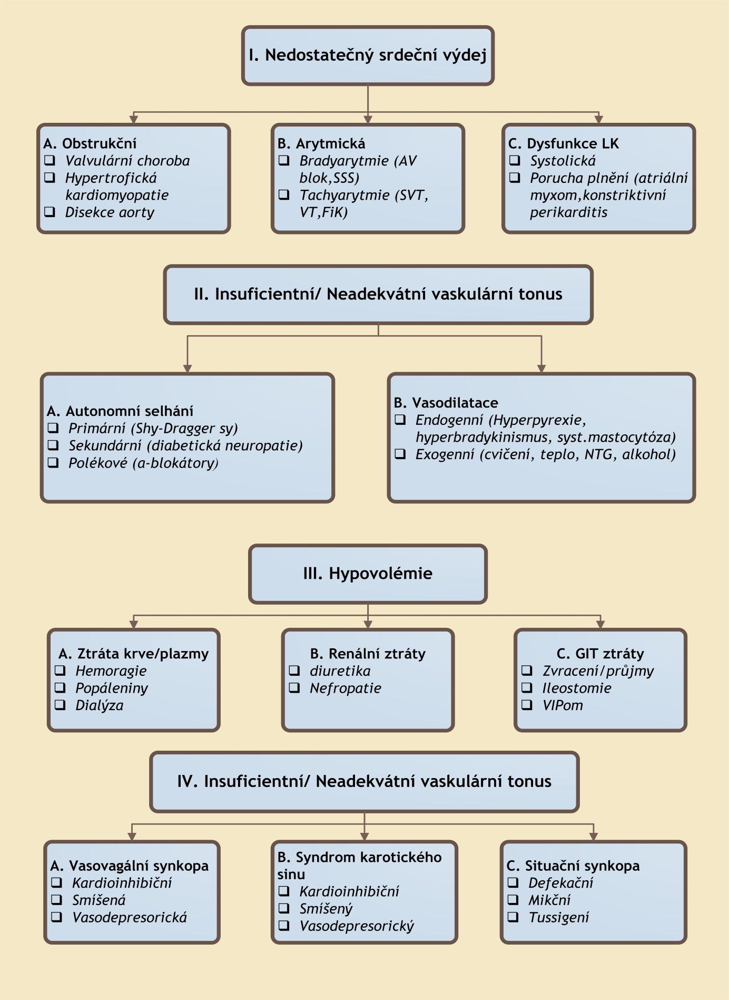 I. Nedostatečný srdeční výdej
A. Obstrukční
❑ Valvulární choroba
❑ Hypertrofická
kardiomyopatie
❑ Disekce aorty
B. Arytmická
❑ Bradyarytmie (AV
blok,SSS)
❑ Tachyarytmie (SVT,
VT,FiK)
C. Dysfunkce LK
❑ Systolická
❑ Porucha plnění (atriální
myxom,konstriktivní
perikarditis
II. Insuficientní/ Neadekvátní vaskulární tonus
A. Autonomní selhání
❑ Primární (Shy-Dragger sy)
❑ Sekundární (diabetická neuropatie)
❑ Polékové (a-blokátory)
B. Vasodilatace
❑ Endogenní (Hyperpyrexie,
hyperbradykinismus, syst.mastocytóza)
❑ Exogenní (cvičení, teplo, NTG, alkohol)
III. Hypovolémie
A. Ztráta krve/plazmy
❑ Hemoragie
❑ Popáleniny
❑ Dialýza
B. Renální ztráty
❑ diuretika
❑ Nefropatie
C. GIT ztráty
❑ Zvracení/průjmy
❑ Ileostomie
❑ VIPom
IV. Insuficientní/ Neadekvátní vaskulární tonus
A. Vasovagální synkopa
❑ Kardioinhibiční
❑ Smíšená
❑ Vasodepresorická
B. Syndrom karotického
sinu
❑ Kardioinhibiční
❑ Smíšený
❑ Vasodepresorický
C. Situační synkopa
❑ Defekační
❑ Mikční
❑ Tussigení